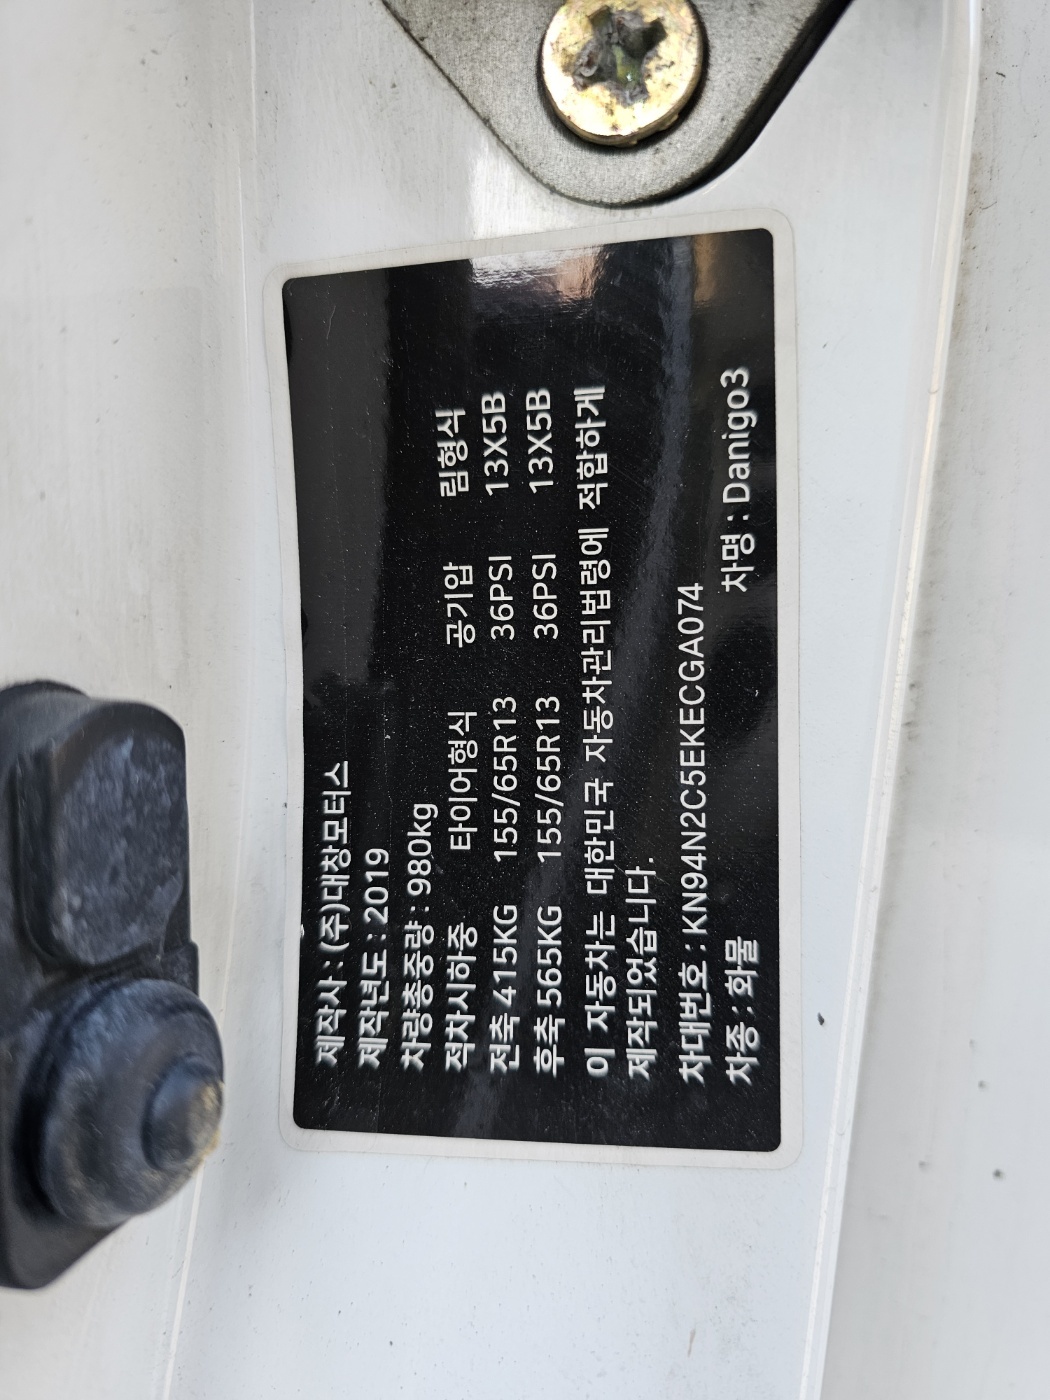 제작사 : (주)대창모터스
제작년도 : 2019
차량총중량 : 980kg
적차시하중 타이어형식 공기압 림형식
전축 415KG 155/65R13 36PSI 13X5B
후축 565KG 155/65R13 36PSI 13X5B
이 자동차는 대한민국 자동차관리법령에 적합하게
제작되었습니다.
차대번호 : KN94N2C5EKECGA074
차종 : 화물 차명 : Danigo3